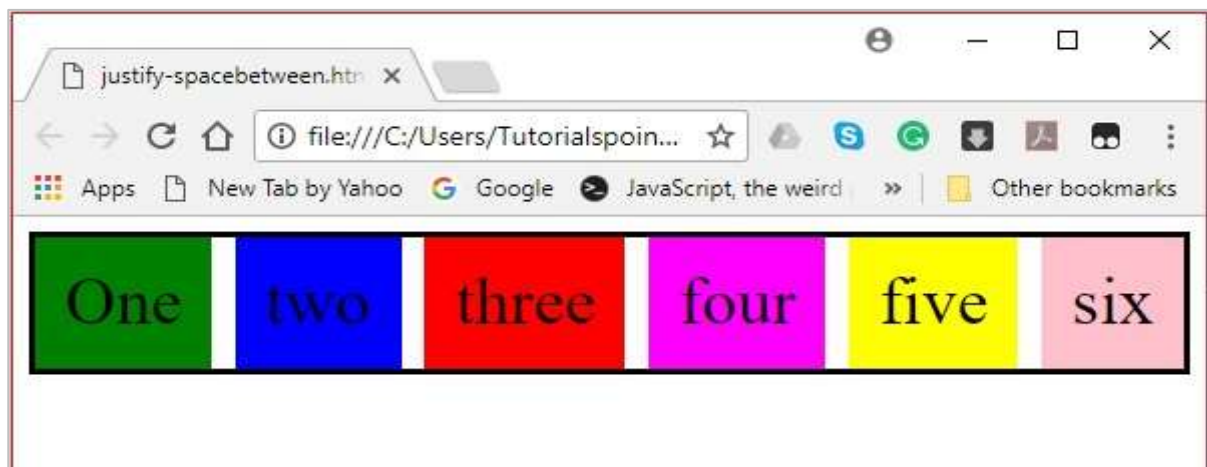 justify-spacebetween.htm
file:///C:/Users/Tutorialspoin...
Apps New Tab by Yahoo Google JavaScript, the weird » Other bookmarks
One two three four five six